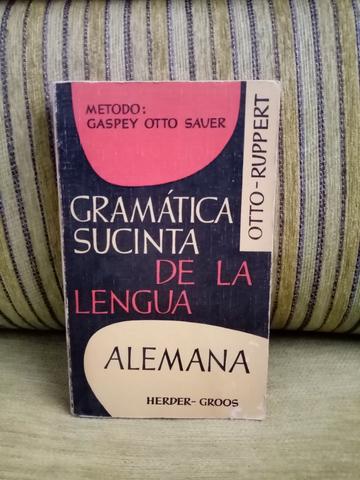 METODO:
GASPEY OTTO SAUER
OTTO-RUPPERT
GRAMÁTICA
SUCINTA
DE LA
LENGUA
ALEMANA
HERDER-GROOS